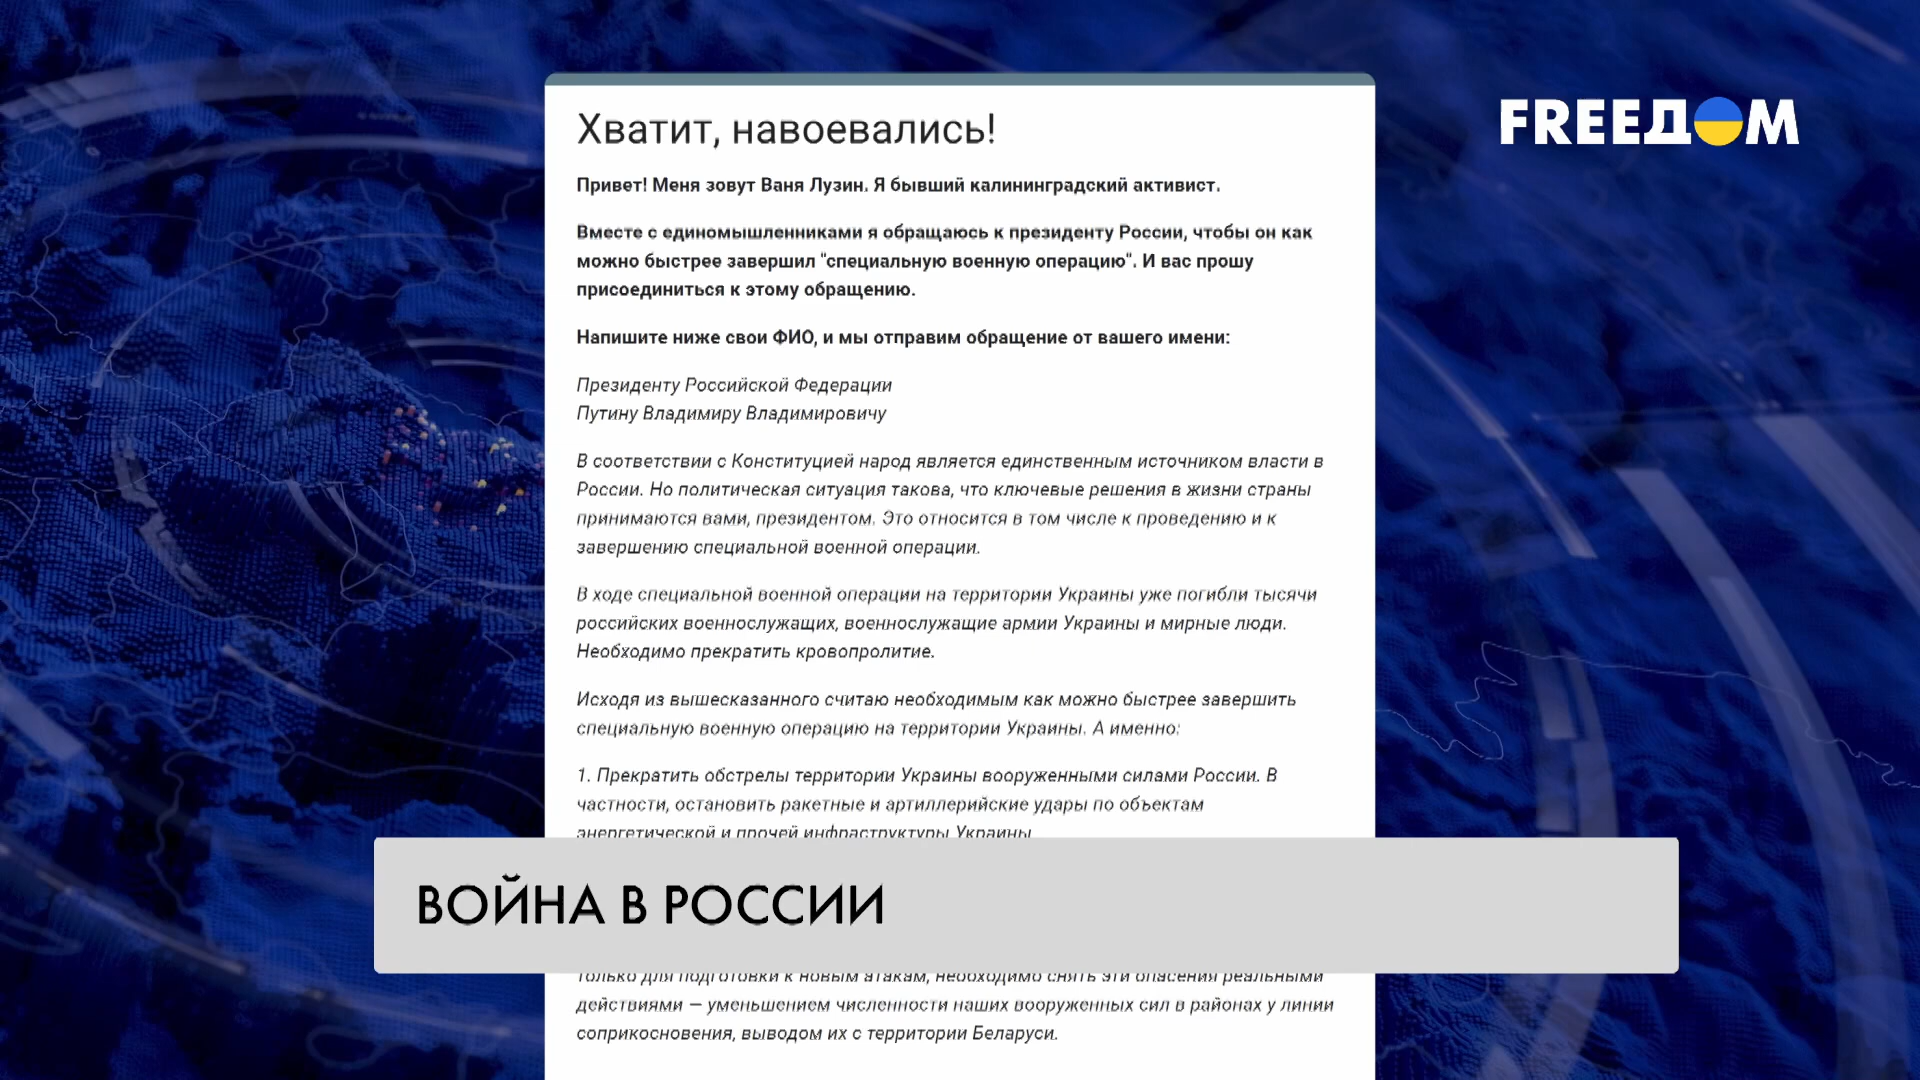 FREEДОМ
Хватит, навоевались!
Привет! Меня зовут Ваня Лузин. Я бывший калининградский активист.
Вместе с единомышленниками я обращаюсь к президенту России, чтобы он как
можно быстрее завершил "специальную военную операцию". И вас прошу
присоединиться к этому обращению.
Напишите ниже свои ФИО, и мы отправим обращение от вашего имени:
Президенту Российской Федерации
Путину Владимиру Владимировичу
В соответствии с Конституцией народ является единственным источником власти в
России. Но политическая ситуация такова, что ключевые решения в жизни страны
принимаются вами, президентом. Это относится в том числе к проведению и к
завершению специальной военной операции.
В ходе специальной военной операции на территории Украины уже погибли тысячи
российских военнослужащих, военнослужащие армии Украины и мирные люди.
Необходимо прекратить кровопролитие.
Исходя из вышесказанного считаю необходимым как можно быстрее завершить
специальную военную операцию на территории Украины. А именно:
1. Прекратить обстрелы территории Украины вооруженными силами России. В
частности, остановить ракетные и артиллерийские удары по объектам
энергетической и прочей инфраструктуры Украины
ВОЙНА В РОССИИ
только для подготовки к новым атакам, необходимо снять эти опасения реальными
действиями — уменьшением численности наших вооруженных сил в районах у линии
соприкосновения, выводом их с территории Беларуси.